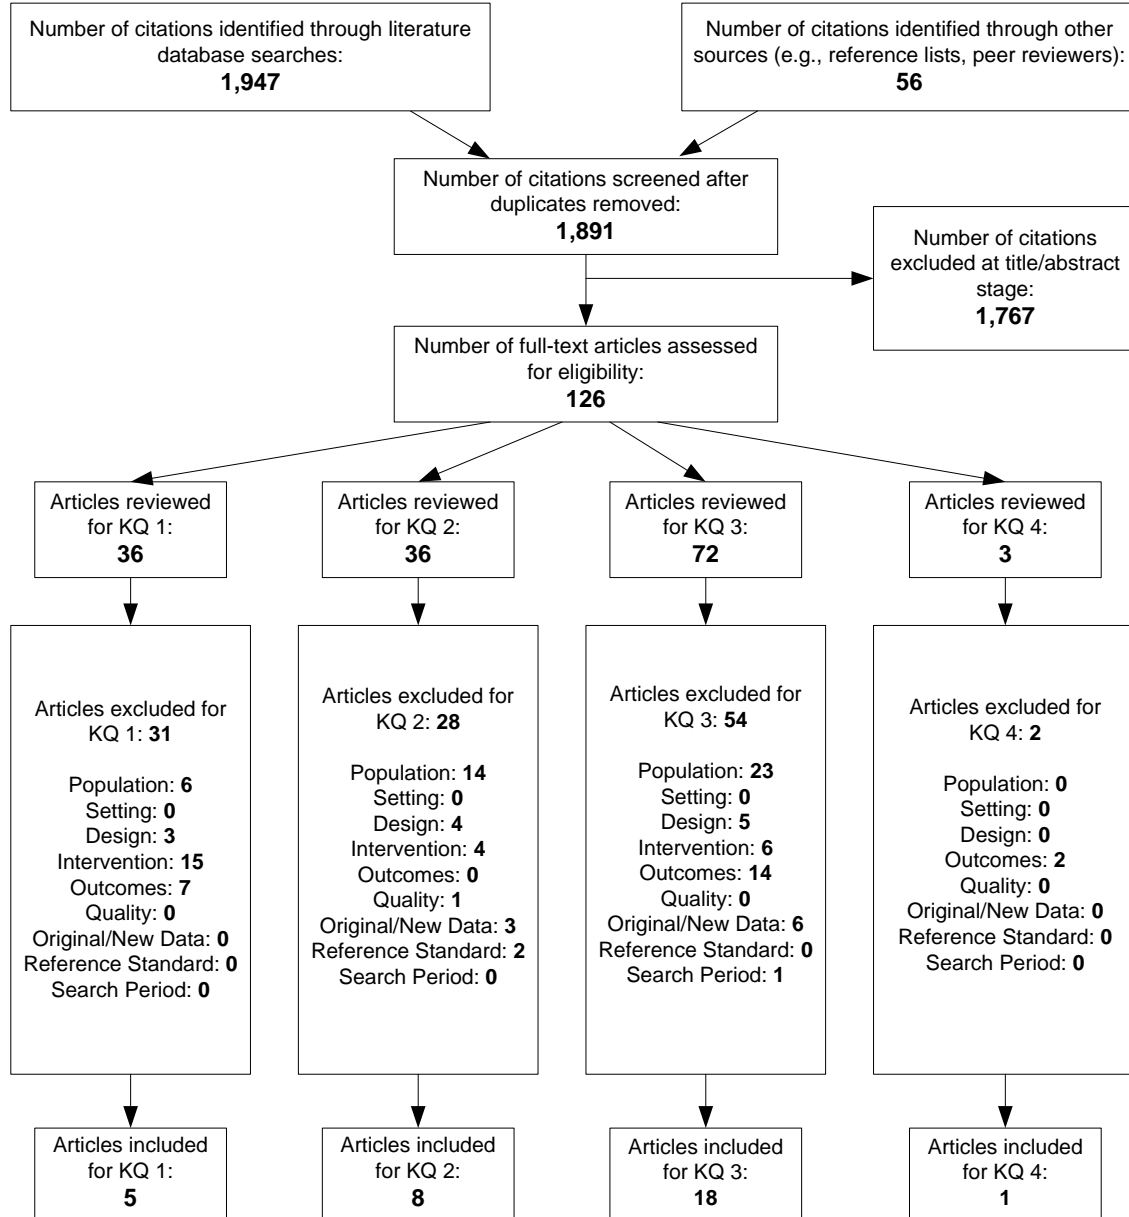 Number of citations identified through literature
database searches:
1,947
Number of citations identified through other
sources (e.g., reference lists, peer reviewers):
56
Number of citations screened after
duplicates removed:
1,891
Number of citations
excluded at title/abstract
stage:
1,767
Number of full-text articles assessed
for eligibility:
126
Articles reviewed
for KQ 1:
36
Articles reviewed
for KQ 2:
36
Articles reviewed
for KQ 3:
72
Articles reviewed
for KQ 4:
3
Articles excluded for
KQ 1: 31
Population: 6
Setting: 0
Design: 3
Intervention: 15
Outcomes: 7
Quality: 0
Original/New Data: 0
Reference Standard: 0
Search Period: 0
Articles excluded for
KQ 2: 28
Population: 14
Setting: 0
Design: 4
Intervention: 4
Outcomes: 0
Quality: 1
Original/New Data: 3
Reference Standard: 2
Search Period: 0
Articles excluded for
KQ 3: 54
Population: 23
Setting: 0
Design: 5
Intervention: 6
Outcomes: 14
Quality: 0
Original/New Data: 6
Reference Standard: 0
Search Period: 1
Articles excluded for
KQ 4: 2
Population: 0
Setting: 0
Design: 0
Outcomes: 2
Quality: 0
Original/New Data: 0
Reference Standard: 0
Search Period: 0
Articles included
for KQ 1:
5
Articles included
for KQ 2:
8
Articles included
for KQ 3:
18
Articles included
for KQ 4:
1